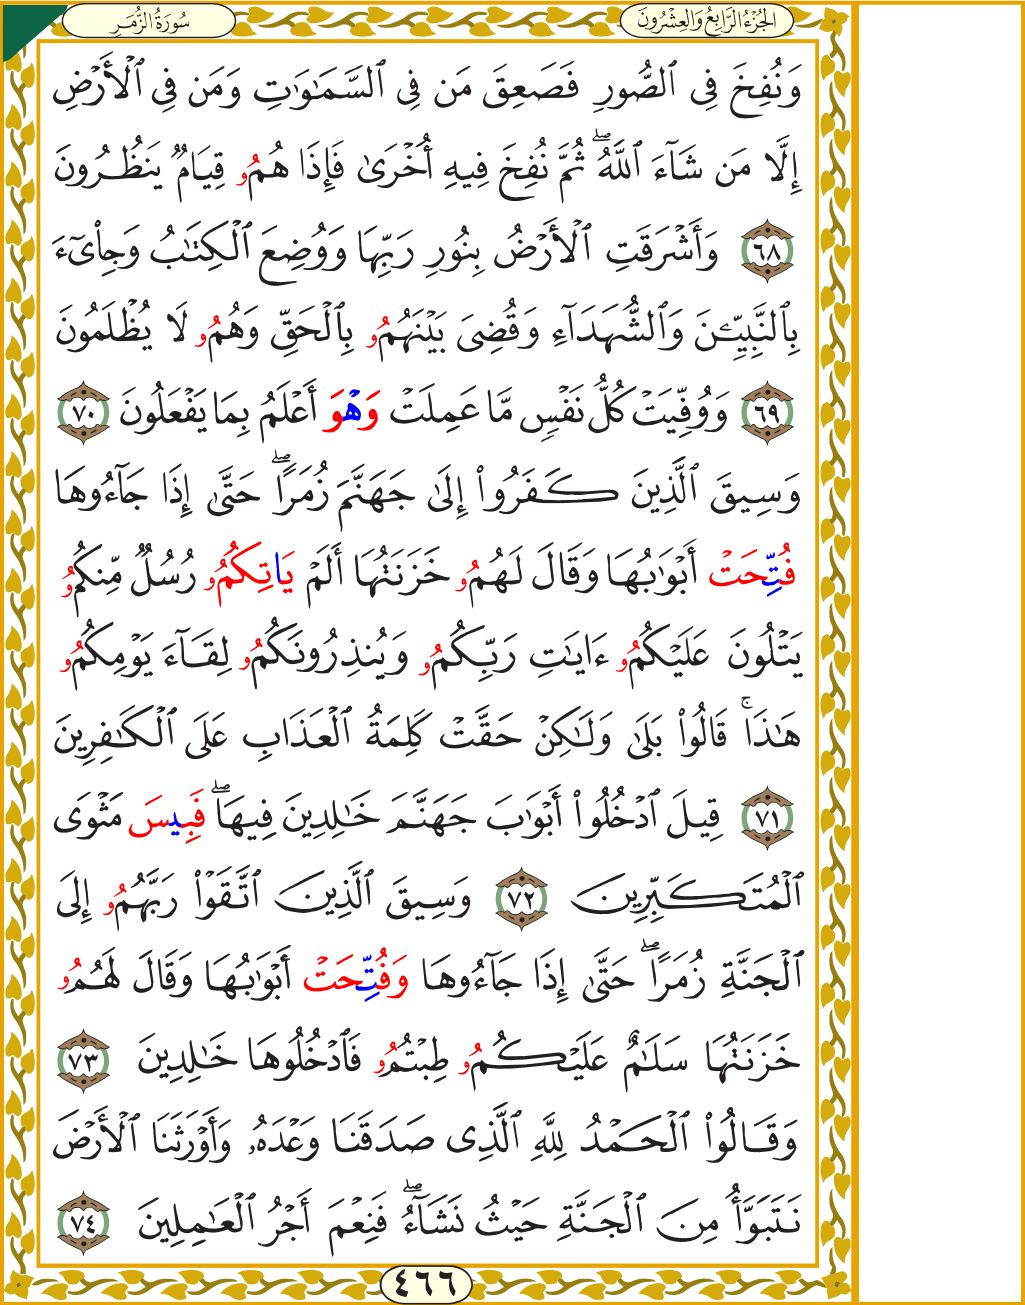 سُورَةُ الزُّمَرِ
الجُزْءُ الرَّابِعُ وَالعِشْرُونَ
وَنُفِخَ فِي ٱلصُّورِ فَصَعِقَ مَن فِي ٱلسَّمَٰوَٰتِ وَمَن فِي ٱلْأَرْضِ
إِلَّا مَن شَآءَ ٱللَّهُ ۖ ثُمَّ نُفِخَ فِيهِ أُخْرَىٰ فَإِذَا هُمُۥ قِيَامٌ يَنظُرُونَ
٦٨ وَأَشْرَقَتِ ٱلْأَرْضُ بِنُورِ رَبِّهَا وَوُضِعَ ٱلْكِتَٰبُ وَجِا۟يٓءَ
بِٱلنَّبِيِّـۧنَ وَٱلشُّهَدَآءِ وَقُضِىَ بَيْنَهُمُۥ بِٱلْحَقِّ وَهُمُۥ لَا يُظْلَمُونَ
٦٩ وَوُفِّيَتْ كُلُّ نَفْسٍ مَّا عَمِلَتْ وَهْوَ أَعْلَمُ بِمَا يَفْعَلُونَ ٧٠
وَسِيقَ ٱلَّذِينَ كَفَرُوا۟ إِلَىٰ جَهَنَّمَ زُمَرًا ۖ حَتَّىٰ إِذَا جَآءُوهَا
فُتِّحَتْ أَبْوَٰبُهَا وَقَالَ لَهُمُۥ خَزَنَتُهَا أَلَمْ يَاتِكُمُۥ رُسُلٌ مِّنكُمُۥ
يَتْلُونَ عَلَيْكُمُۥ ءَايَٰتِ رَبِّكُمُۥ وَيُنذِرُونَكُمُۥ لِقَآءَ يَوْمِكُمُۥ
هَٰذَا ۚ قَالُوا۟ بَلَىٰ وَلَٰكِنْ حَقَّتْ كَلِمَةُ ٱلْعَذَابِ عَلَى ٱلْكَٰفِرِينَ
٧١ قِيلَ ٱدْخُلُوٓا۟ أَبْوَٰبَ جَهَنَّمَ خَٰلِدِينَ فِيهَا ۖ فَبِيسَ مَثْوَى
ٱلْمُتَكَبِّرِينَ ٧٢ وَسِيقَ ٱلَّذِينَ ٱتَّقَوْا۟ رَبَّهُمُۥ إِلَى
ٱلْجَنَّةِ زُمَرًا ۖ حَتَّىٰ إِذَا جَآءُوهَا وَفُتِّحَتْ أَبْوَٰبُهَا وَقَالَ لَهُمُۥ
خَزَنَتُهَا سَلَٰمٌ عَلَيْكُمُۥ طِبْتُمُۥ فَٱدْخُلُوهَا خَٰلِدِينَ ٧٣
وَقَالُوا۟ ٱلْحَمْدُ لِلَّهِ ٱلَّذِى صَدَقَنَا وَعْدَهُۥ وَأَوْرَثَنَا ٱلْأَرْضَ
نَتَبَوَّأُ مِنَ ٱلْجَنَّةِ حَيْثُ نَشَآءُ ۖ فَنِعْمَ أَجْرُ ٱلْعَٰمِلِينَ ٧٤
٤٦٦